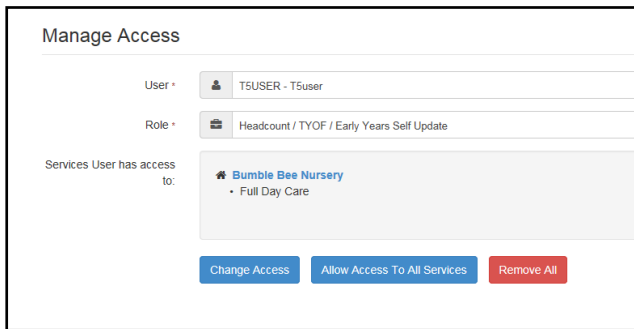 Manage Access
User * T5USER - T5user
Role * Headcount / TYOF / Early Years Self Update
Services User has access
to:
Bumble Bee Nursery
• Full Day Care
Change Access Allow Access To All Services Remove All